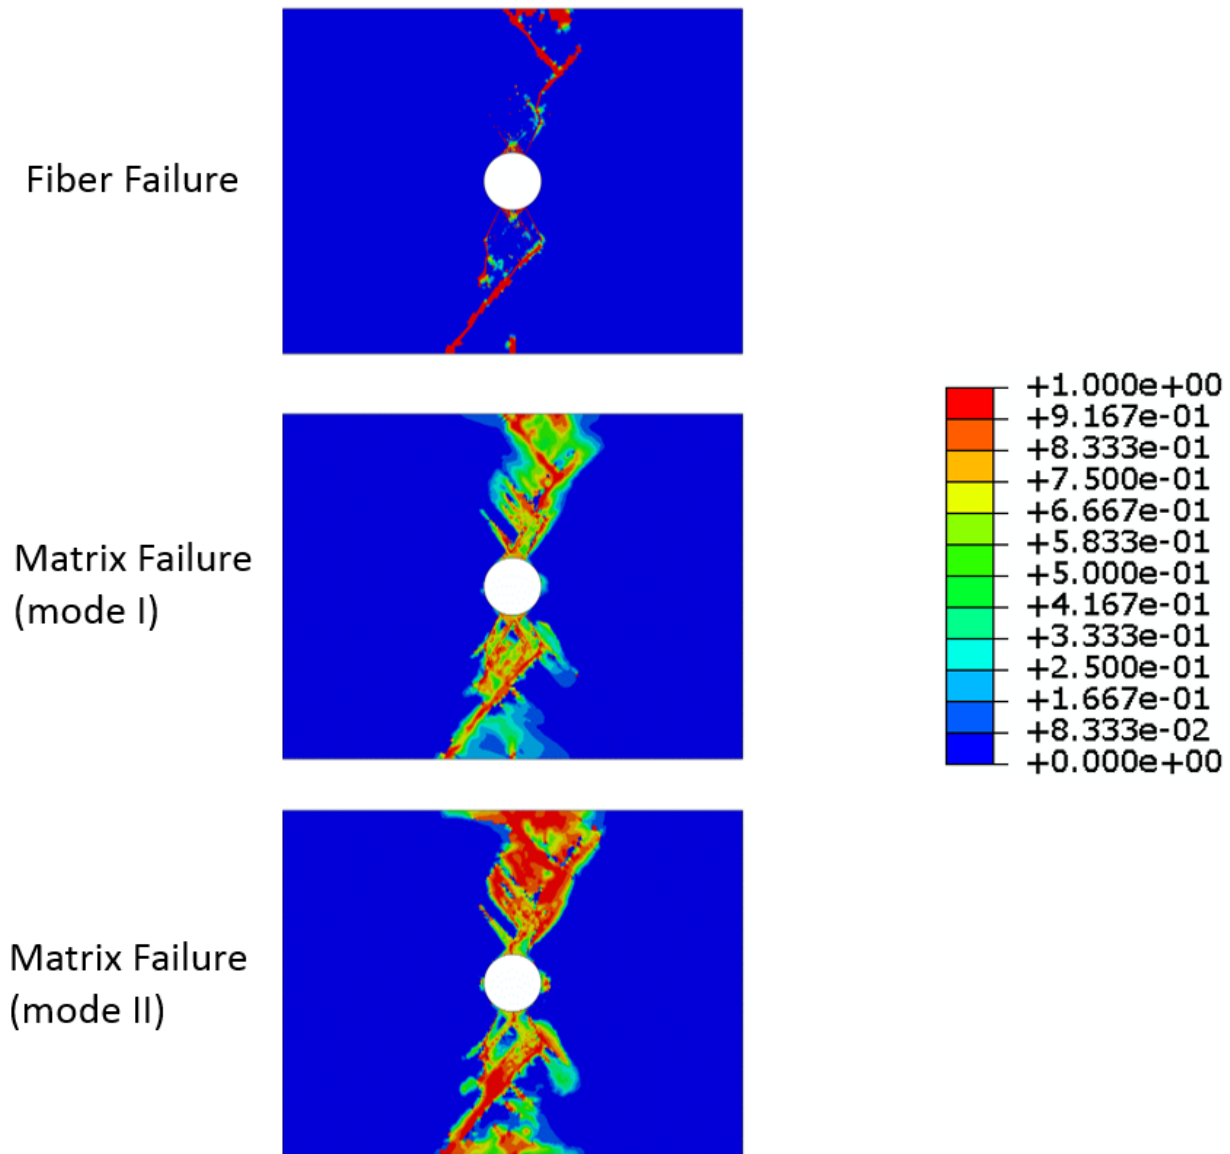 Fiber Failure
Matrix Failure
(mode I)
Matrix Failure
(mode II)
+1.000e+00
+9.167e-01
+8.333e-01
+7.500e-01
+6.667e-01
+5.833e-01
+5.000e-01
+4.167e-01
+3.333e-01
+2.500e-01
+1.667e-01
+8.333e-02
+0.000e+00